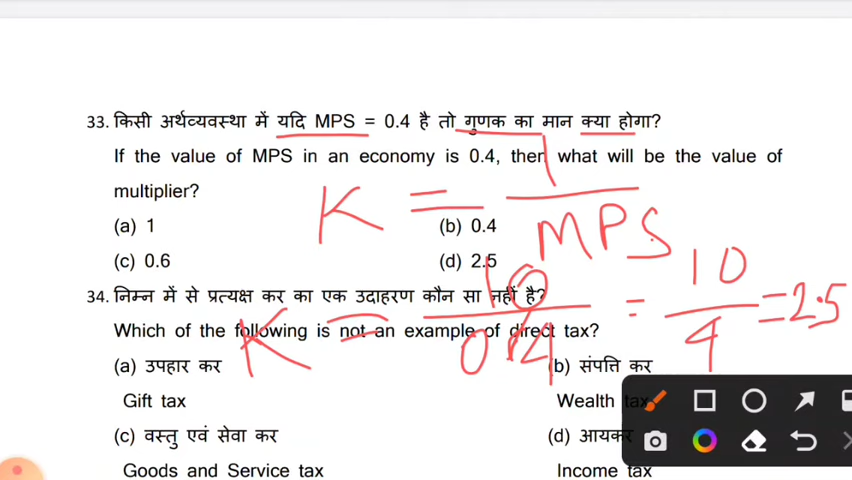 33. किसी अर्थव्यवस्था में यदि MPS = 0.4 है तो गुणक का मान क्या होगा?
If the value of MPS in an economy is 0.4, then what will be the value of
multiplier?
K = 1 / MPS
(a) 1 (b) 0.4
(c) 0.6 (d) 2.5
K = 10 / 0.4 = 10 / 4 = 2.5
34. निम्न में से प्रत्यक्ष कर का एक उदाहरण कौन सा नहीं है?
Which of the following is not an example of direct tax?
(a) उपहार कर (b) संपत्ति कर
Gift tax Wealth tax
(c) वस्तु एवं सेवा कर (d) आयकर
Goods and Service tax Income tax